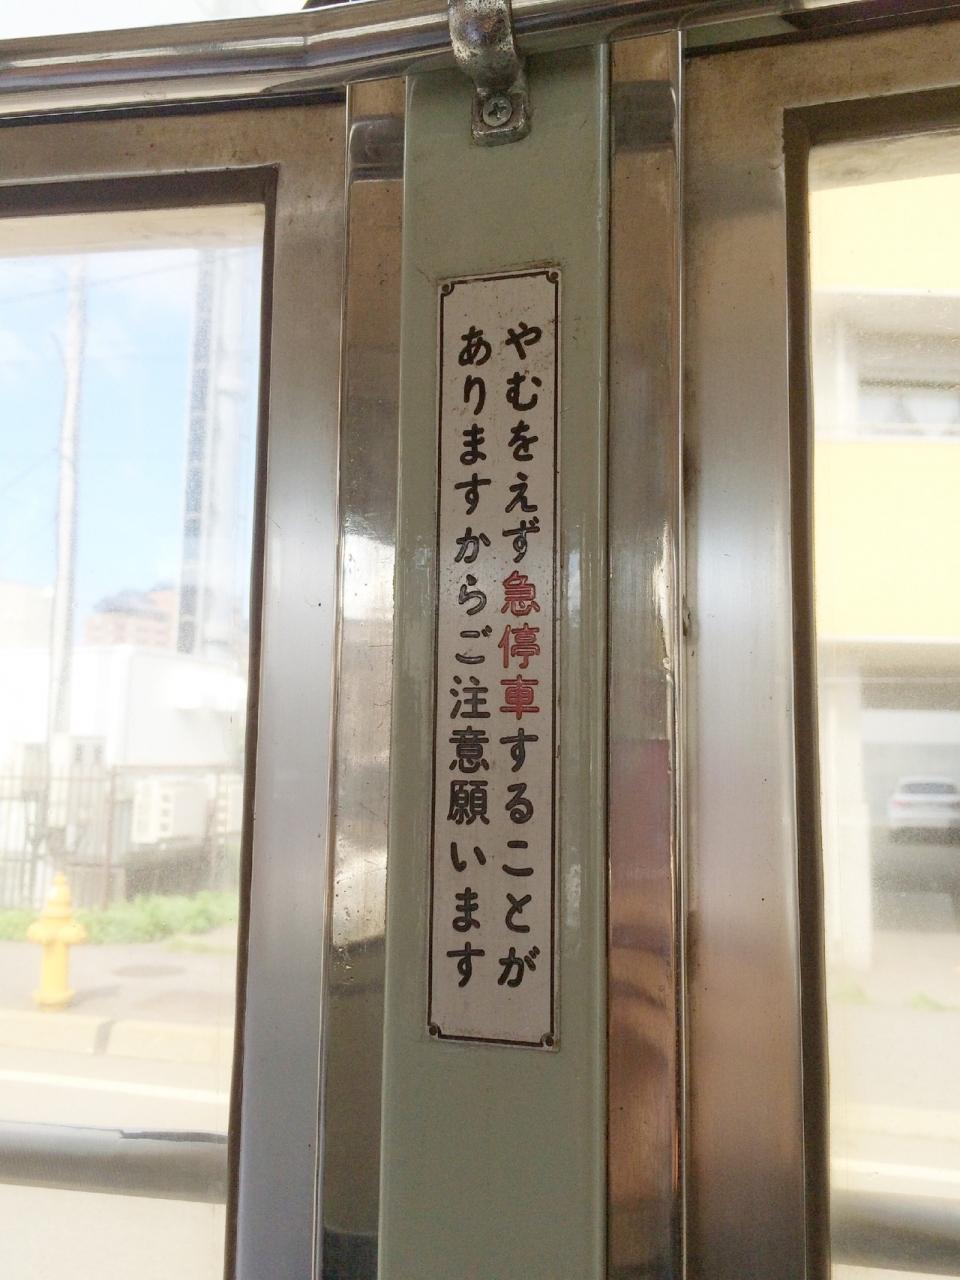 やむをえず急停車することが
ありますからご注意願います